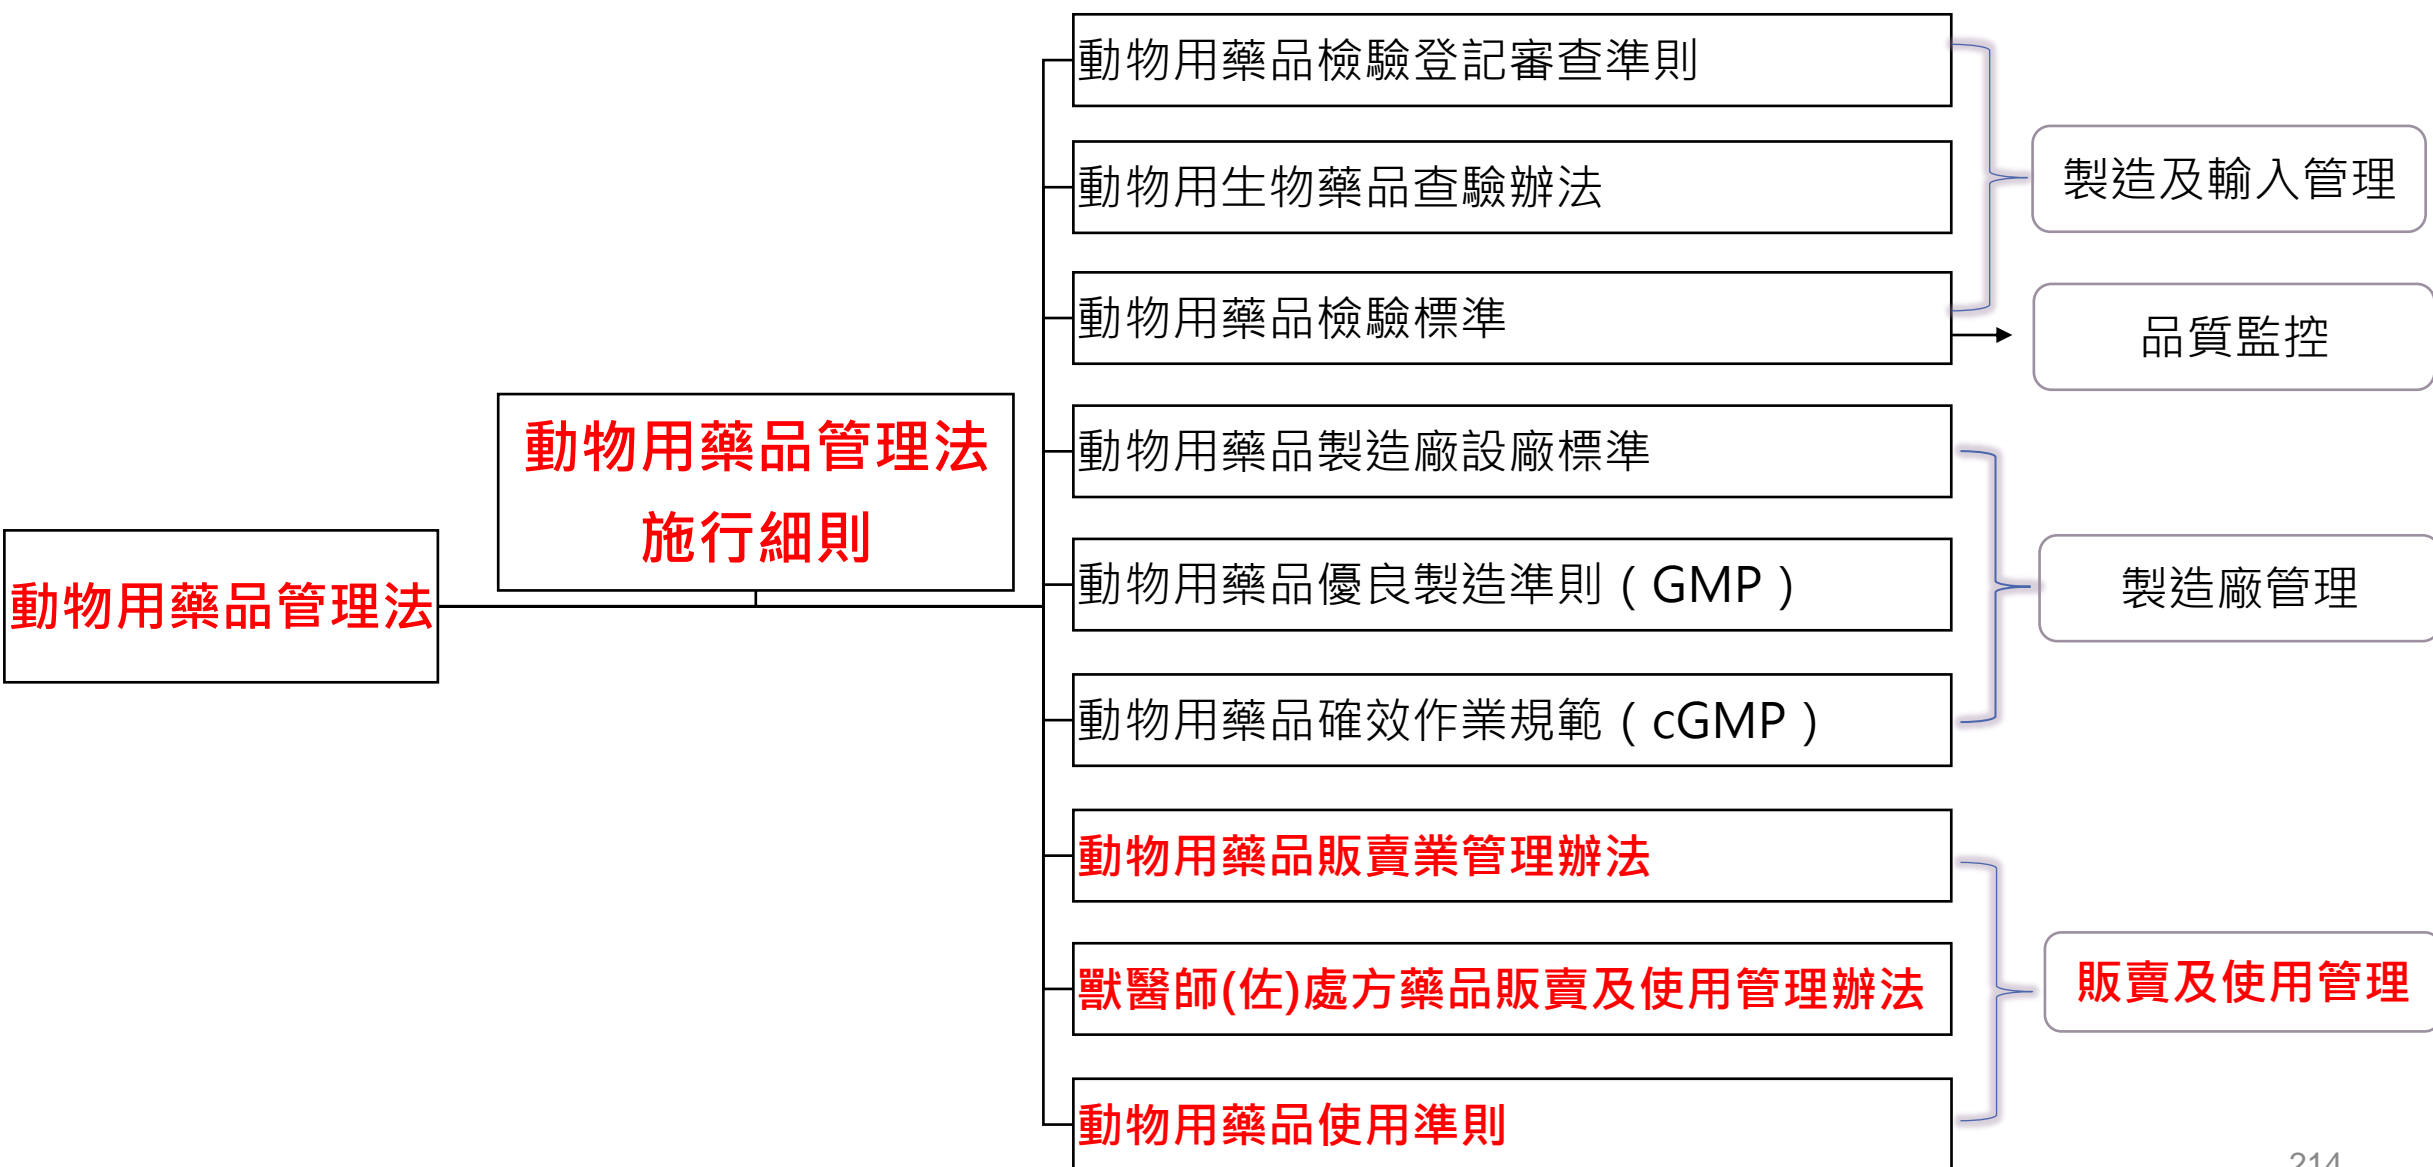 動物用藥品管理法
動物用藥品管理法
施行細則
動物用藥品檢驗登記審查準則
動物用生物藥品查驗辦法
動物用藥品檢驗標準
動物用藥品製造廠設廠標準
動物用藥品優良製造準則（GMP）
動物用藥品確效作業規範（cGMP）
動物用藥品販賣業管理辦法
獸醫師(佐)處方藥品販賣及使用管理辦法
動物用藥品使用準則
製造及輸入管理
品質監控
製造廠管理
販賣及使用管理
214